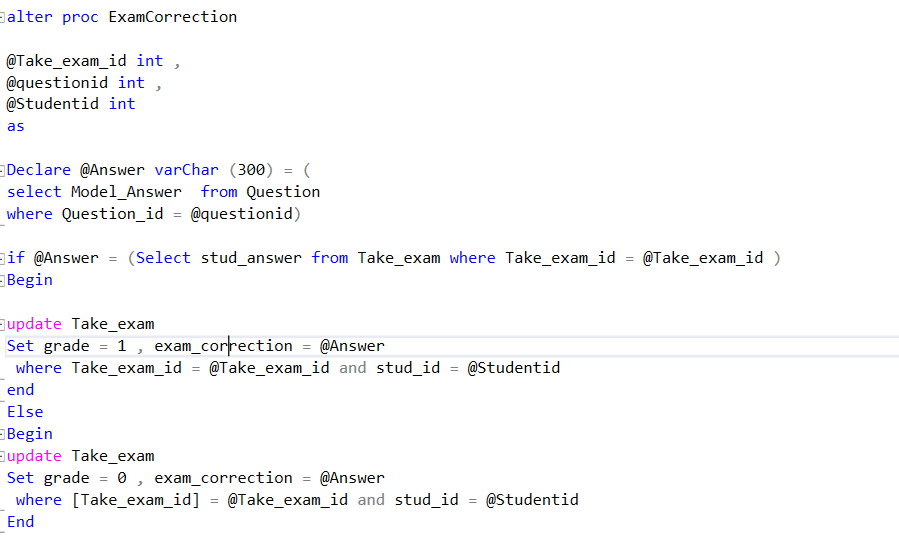 alter proc ExamCorrection
@Take_exam_id int ,
@questionid int ,
@Studentid int
as
Declare @Answer varChar (300) = (
select Model_Answer  from Question
where Question_id = @questionid)
if @Answer = (Select stud_answer from Take_exam where Take_exam_id = @Take_exam_id )
Begin
update Take_exam
Set grade = 1 , exam_correction = @Answer
where Take_exam_id = @Take_exam_id and stud_id = @Studentid
end
Else
Begin
update Take_exam
Set grade = 0 , exam_correction = @Answer
where [Take_exam_id] = @Take_exam_id and stud_id = @Studentid
End